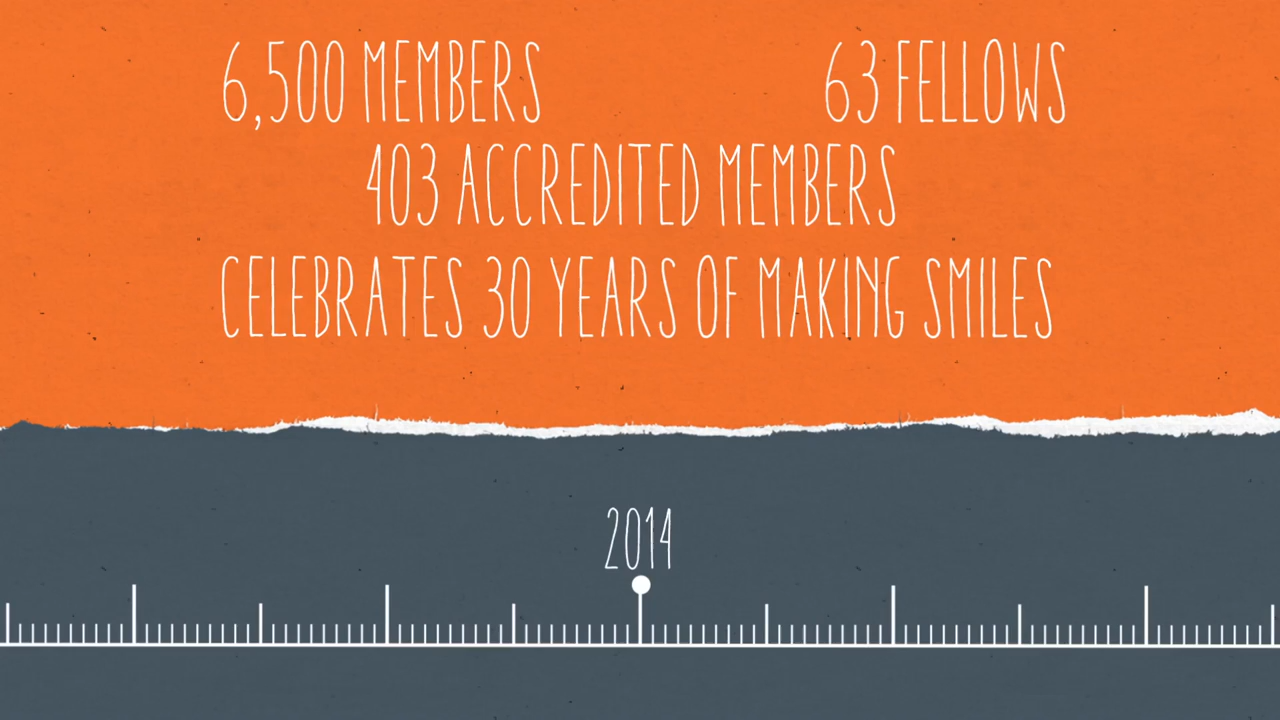 6,500 MEMBERS 63 FELLOWS
403 ACCREDITED MEMBERS
CELEBRATES 30 YEARS OF MAKING SMILES
2014